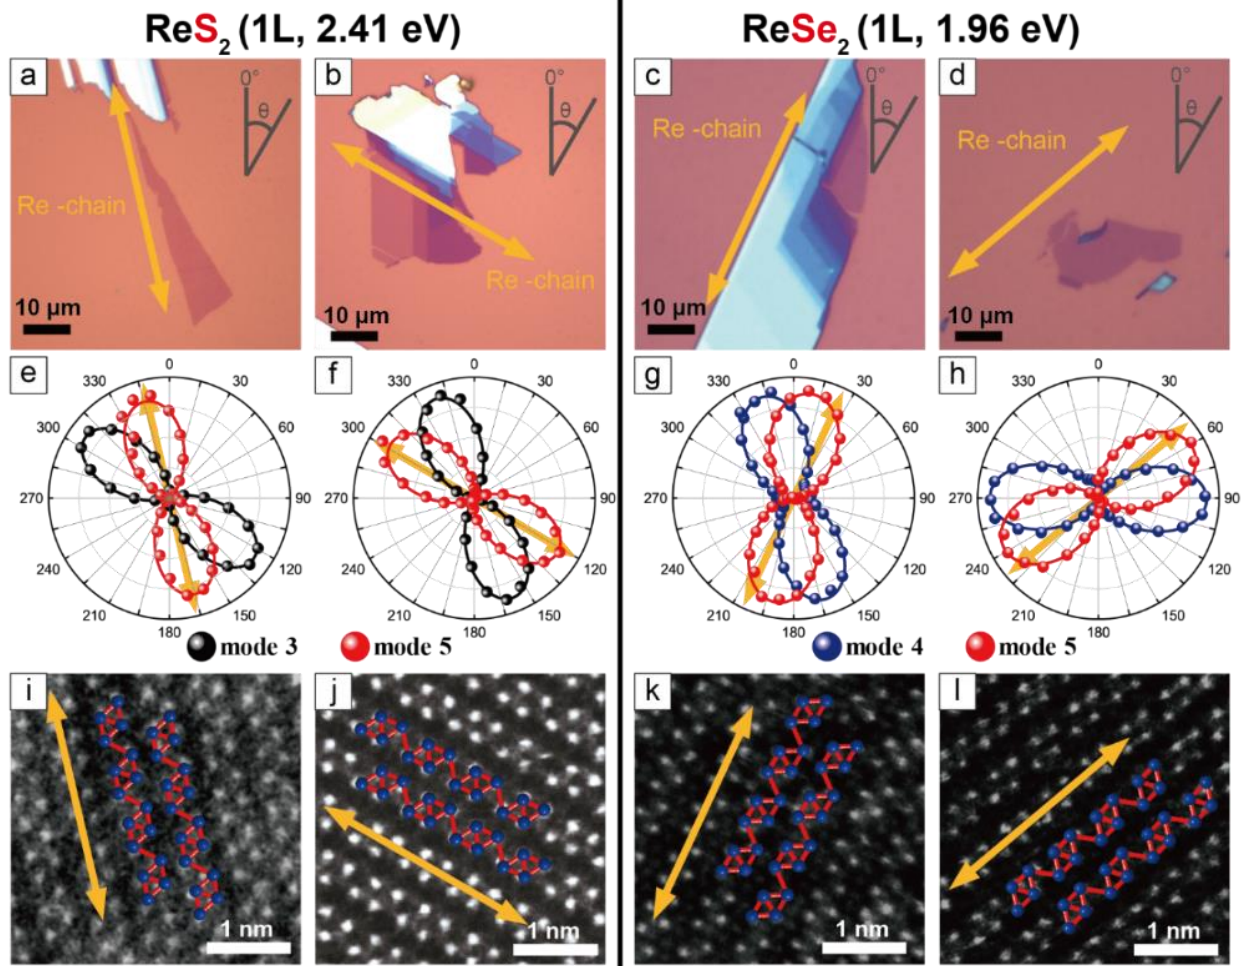 ReS2 (1L, 2.41 eV)
ReSe2 (1L, 1.96 eV)
a
0°
θ
Re -chain
10 μm
b
0°
θ
Re -chain
10 μm
c
0°
θ
Re -chain
10 μm
d
0°
θ
Re -chain
10 μm
e
0
30
60
90
120
150
180
210
240
270
300
330
f
0
30
60
90
120
150
180
210
240
270
300
330
g
0
30
60
90
120
150
180
210
240
270
300
330
h
0
30
60
90
120
150
180
210
240
270
300
330
mode 3
mode 5
mode 4
mode 5
i
1 nm
j
1 nm
k
1 nm
l
1 nm